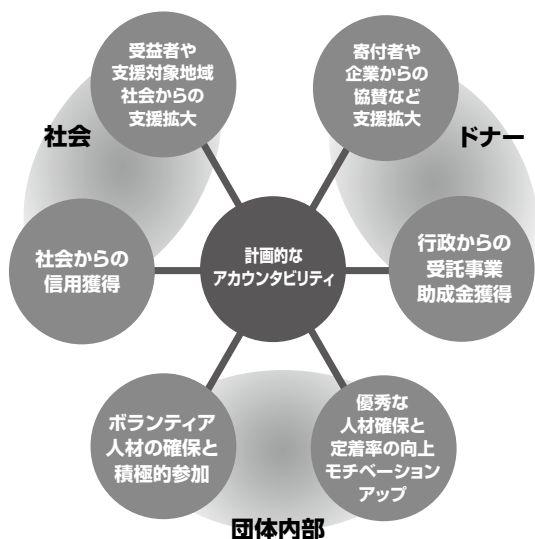 受益者や
支援対象地域
社会からの
支援拡大
寄付者や
企業からの
協賛など
支援拡大
社会
ドナー
社会からの
信用獲得
計画的な
アカウンタビリティ
行政からの
受託事業
助成金獲得
ボランティア
人材の確保と
積極的参加
優秀な
人材確保と
定着率の向上
モチベーション
アップ
団体内部